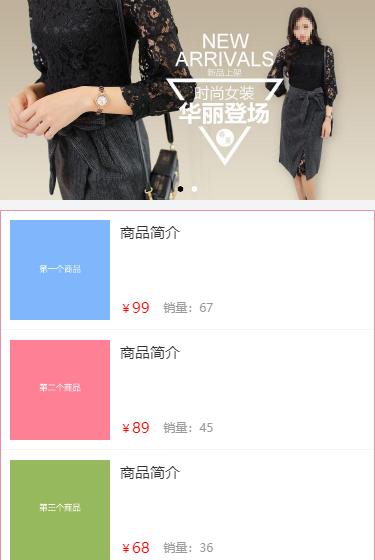 NEW
ARRIVALS
新品上架
时尚女装
华丽登场
商品简介
第一个商品
￥99 销量：67
商品简介
第二个商品
￥89 销量：45
商品简介
第三个商品
￥68 销量：36